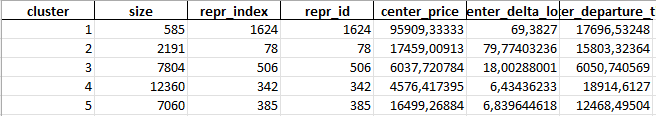 cluster size repr_index repr_id center_price enter_delta_lo ter_departure_t
1 585 1624 1624 95909,33333 69,3827 17696,53248
2 2191 78 78 17459,00913 79,77403236 15803,32364
3 7804 506 506 6037,720784 18,00288001 6050,740569
4 12360 342 342 4576,417395 6,43436233 18914,6127
5 7060 385 385 16499,26884 6,839644618 12468,49504